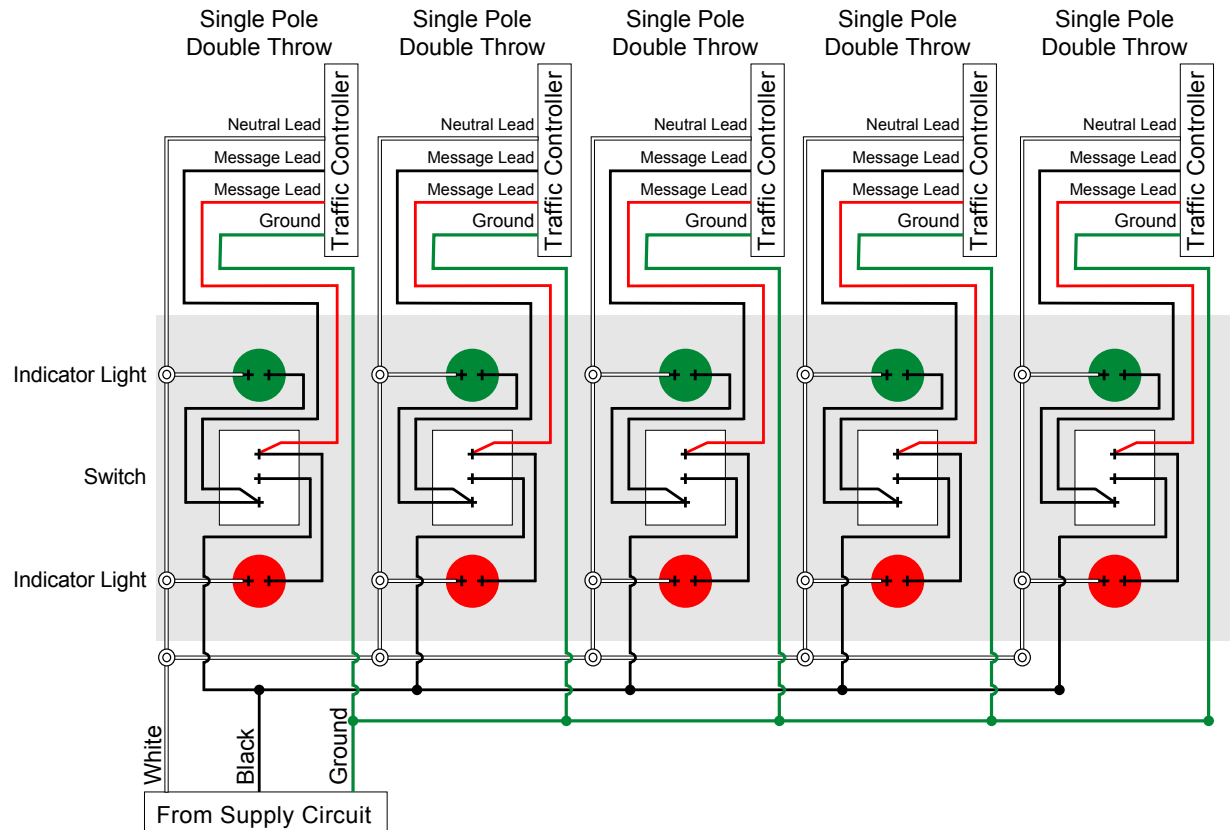 Single Pole
Double Throw
Single Pole
Double Throw
Single Pole
Double Throw
Single Pole
Double Throw
Single Pole
Double Throw
Neutral Lead
Message Lead
Message Lead
Ground
Traffic Controller
Neutral Lead
Message Lead
Message Lead
Ground
Traffic Controller
Neutral Lead
Message Lead
Message Lead
Ground
Traffic Controller
Neutral Lead
Message Lead
Message Lead
Ground
Traffic Controller
Neutral Lead
Message Lead
Message Lead
Ground
Traffic Controller
Indicator Light
Switch
Indicator Light
White
Black
Ground
From Supply Circuit